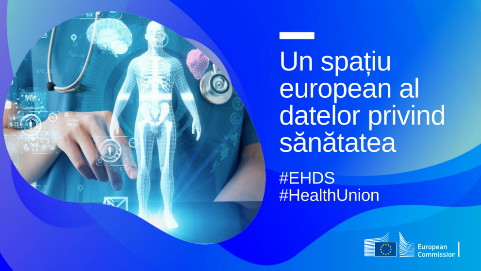 Un spațiu
european al
datelor privind
sănătatea
#EHDS
#HealthUnion
European
Commission